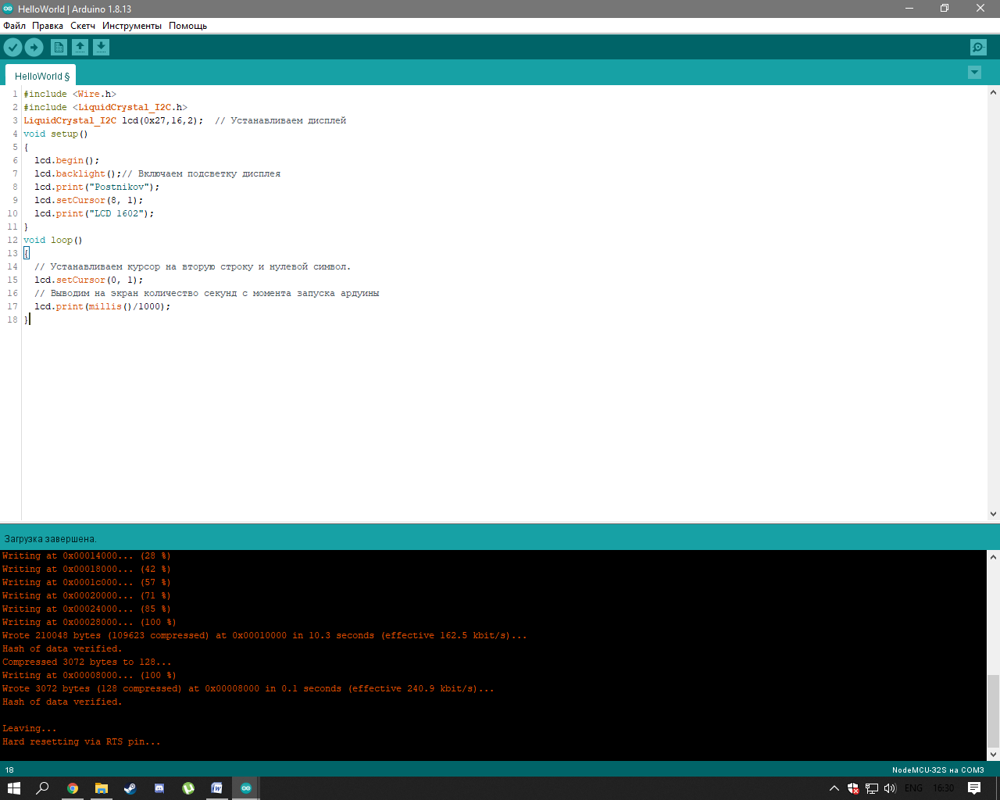 HelloWorld | Arduino 1.8.13
Файл Правка Скетч Инструменты Помощь
HelloWorld §
1 #include <Wire.h>
2 #include <LiquidCrystal_I2C.h>
3 LiquidCrystal_I2C lcd(0x27,16,2);  // Устанавливаем дисплей
4 void setup()
5 {
6   lcd.begin();
7   lcd.backlight();// Включаем подсветку дисплея
8   lcd.print("Postnikov");
9   lcd.setCursor(8, 1);
10   lcd.print("LCD 1602");
11 }
12 void loop()
13 {
14   // Устанавливаем курсор на вторую строку и нулевой символ.
15   lcd.setCursor(0, 1);
16   // Выводим на экран количество секунд с момента запуска ардуины
17   lcd.print(millis()/1000);
18 }
Загрузка завершена.
Writing at 0x00014000... (28 %)
Writing at 0x00018000... (42 %)
Writing at 0x0001c000... (57 %)
Writing at 0x00020000... (71 %)
Writing at 0x00024000... (85 %)
Writing at 0x00028000... (100 %)
Wrote 210048 bytes (109623 compressed) at 0x00010000 in 10.3 seconds (effective 162.5 kbit/s)...
Hash of data verified.
Compressed 3072 bytes to 128...
Writing at 0x00008000... (100 %)
Wrote 3072 bytes (128 compressed) at 0x00008000 in 0.1 seconds (effective 240.9 kbit/s)...
Hash of data verified.
Leaving...
Hard resetting via RTS pin...
18 NodeMCU-32S на COM3
ENG 16:30